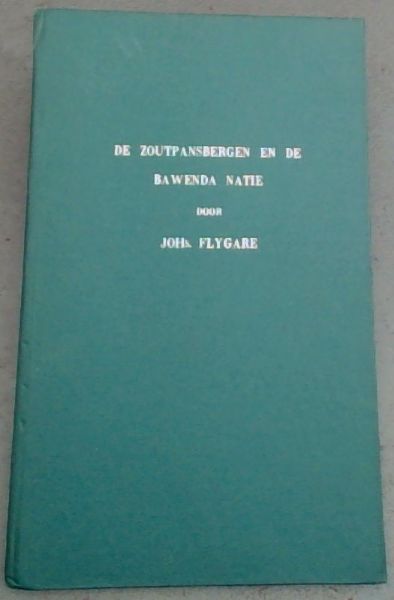 DE ZOUTPANSBERGEN EN DE
BAWENDA NATIE
DOOR
JOHs. FLYGARE